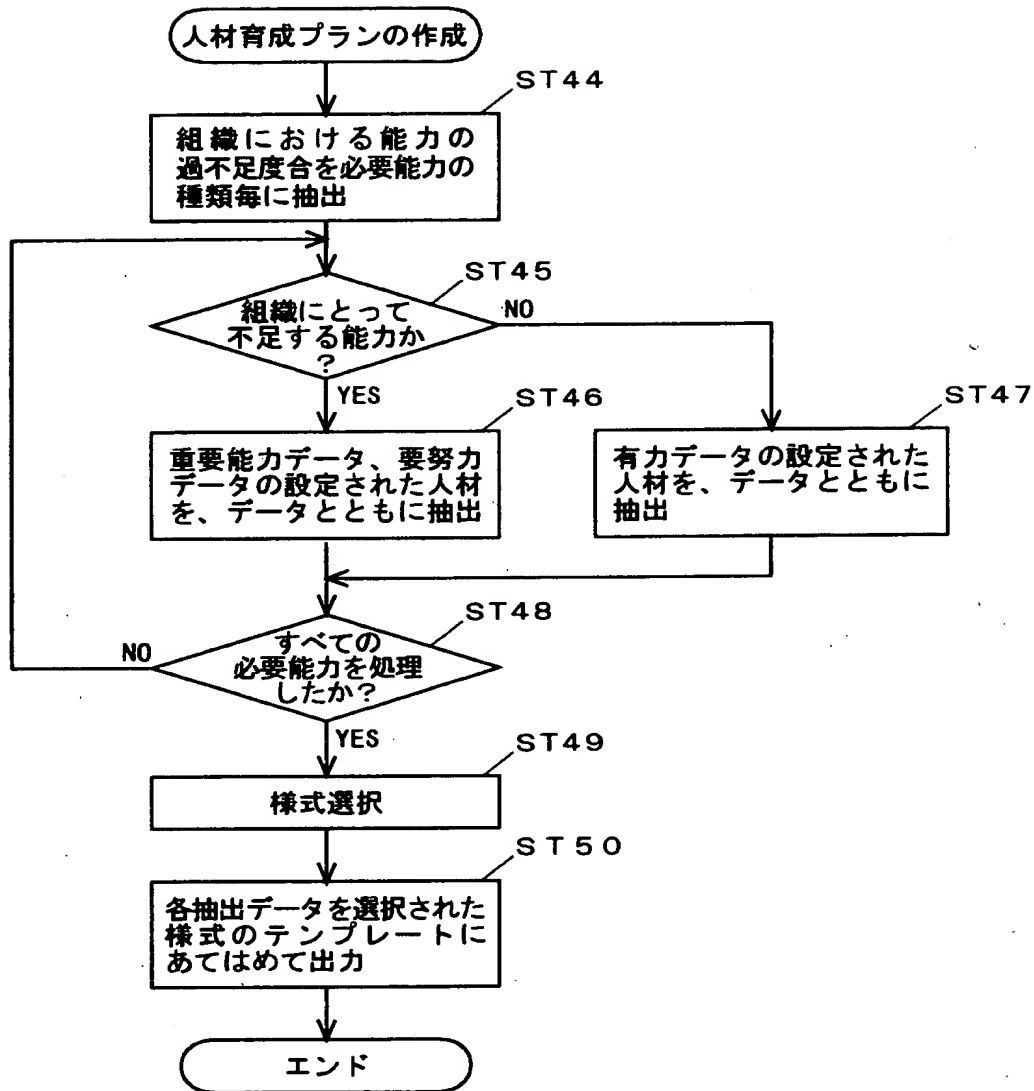 人材育成プランの作成
ST44
組織における能力の
過不足度合を必要能力の
種類毎に抽出
ST45
組織にとって
不足する能力か
?
NO
YES
ST46
重要能力データ、要努力
データの設定された人材
を、データとともに抽出
ST47
有力データの設定された
人材を、データとともに
抽出
ST48
すべての
必要能力を処理
したか?
NO
YES
ST49
様式選択
ST50
各抽出データを選択された
様式のテンプレートに
あてはめて出力
エンド